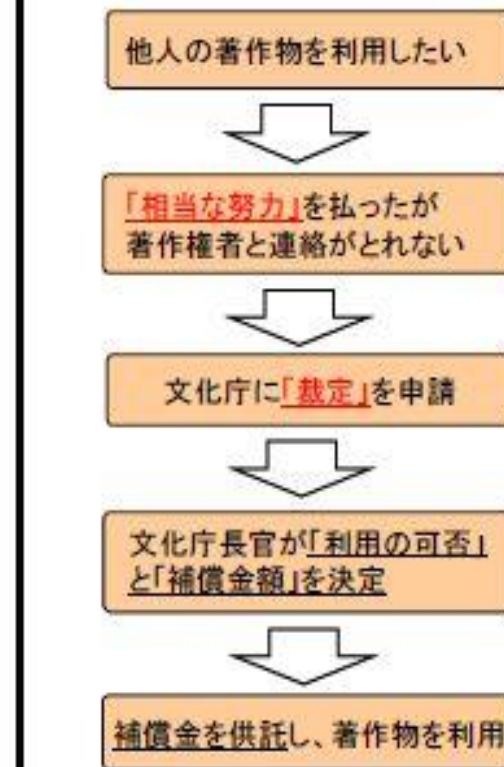 他人の著作物を利用したい
「相当な努力」を払ったが
著作権者と連絡がとれない
文化庁に「裁定」を申請
文化庁長官が「利用の可否」
と「補償金額」を決定
補償金を供託し、著作物を利用